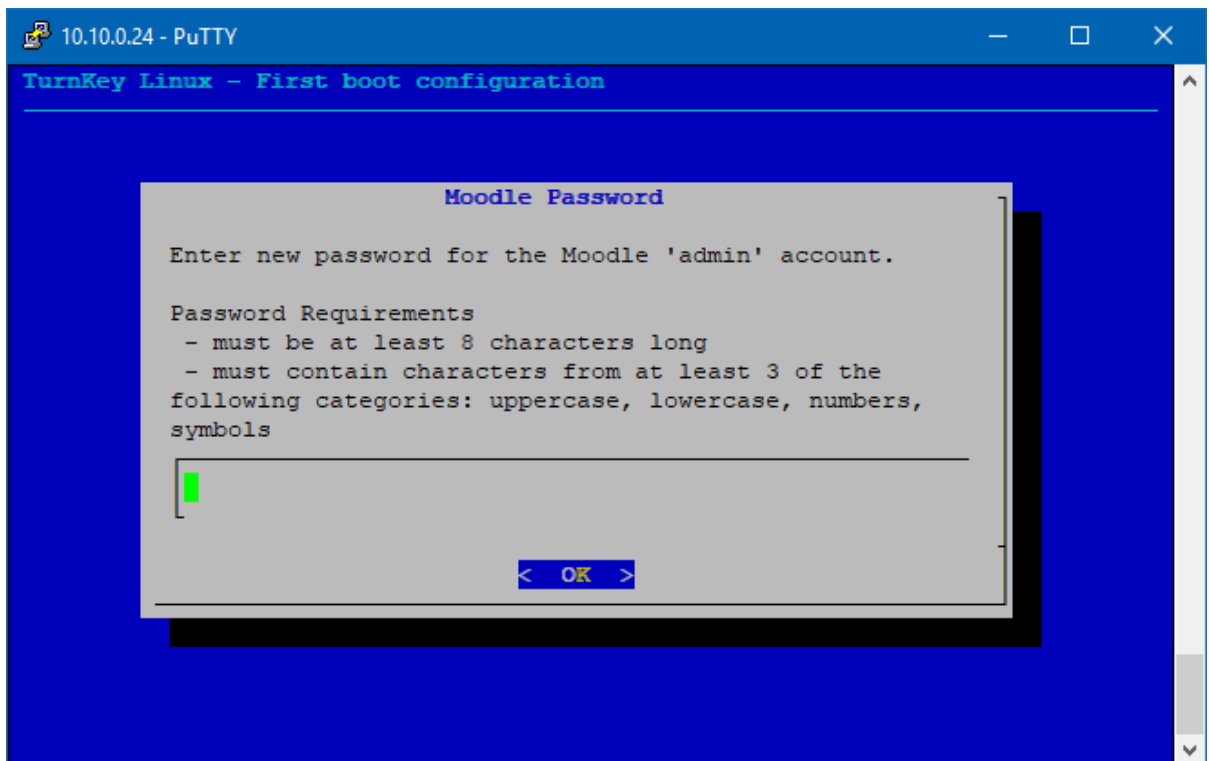 10.10.0.24 - PuTTY
TurnKey Linux - First boot configuration
Moodle Password
Enter new password for the Moodle 'admin' account.
Password Requirements
- must be at least 8 characters long
- must contain characters from at least 3 of the
following categories: uppercase, lowercase, numbers,
symbols
< OK >